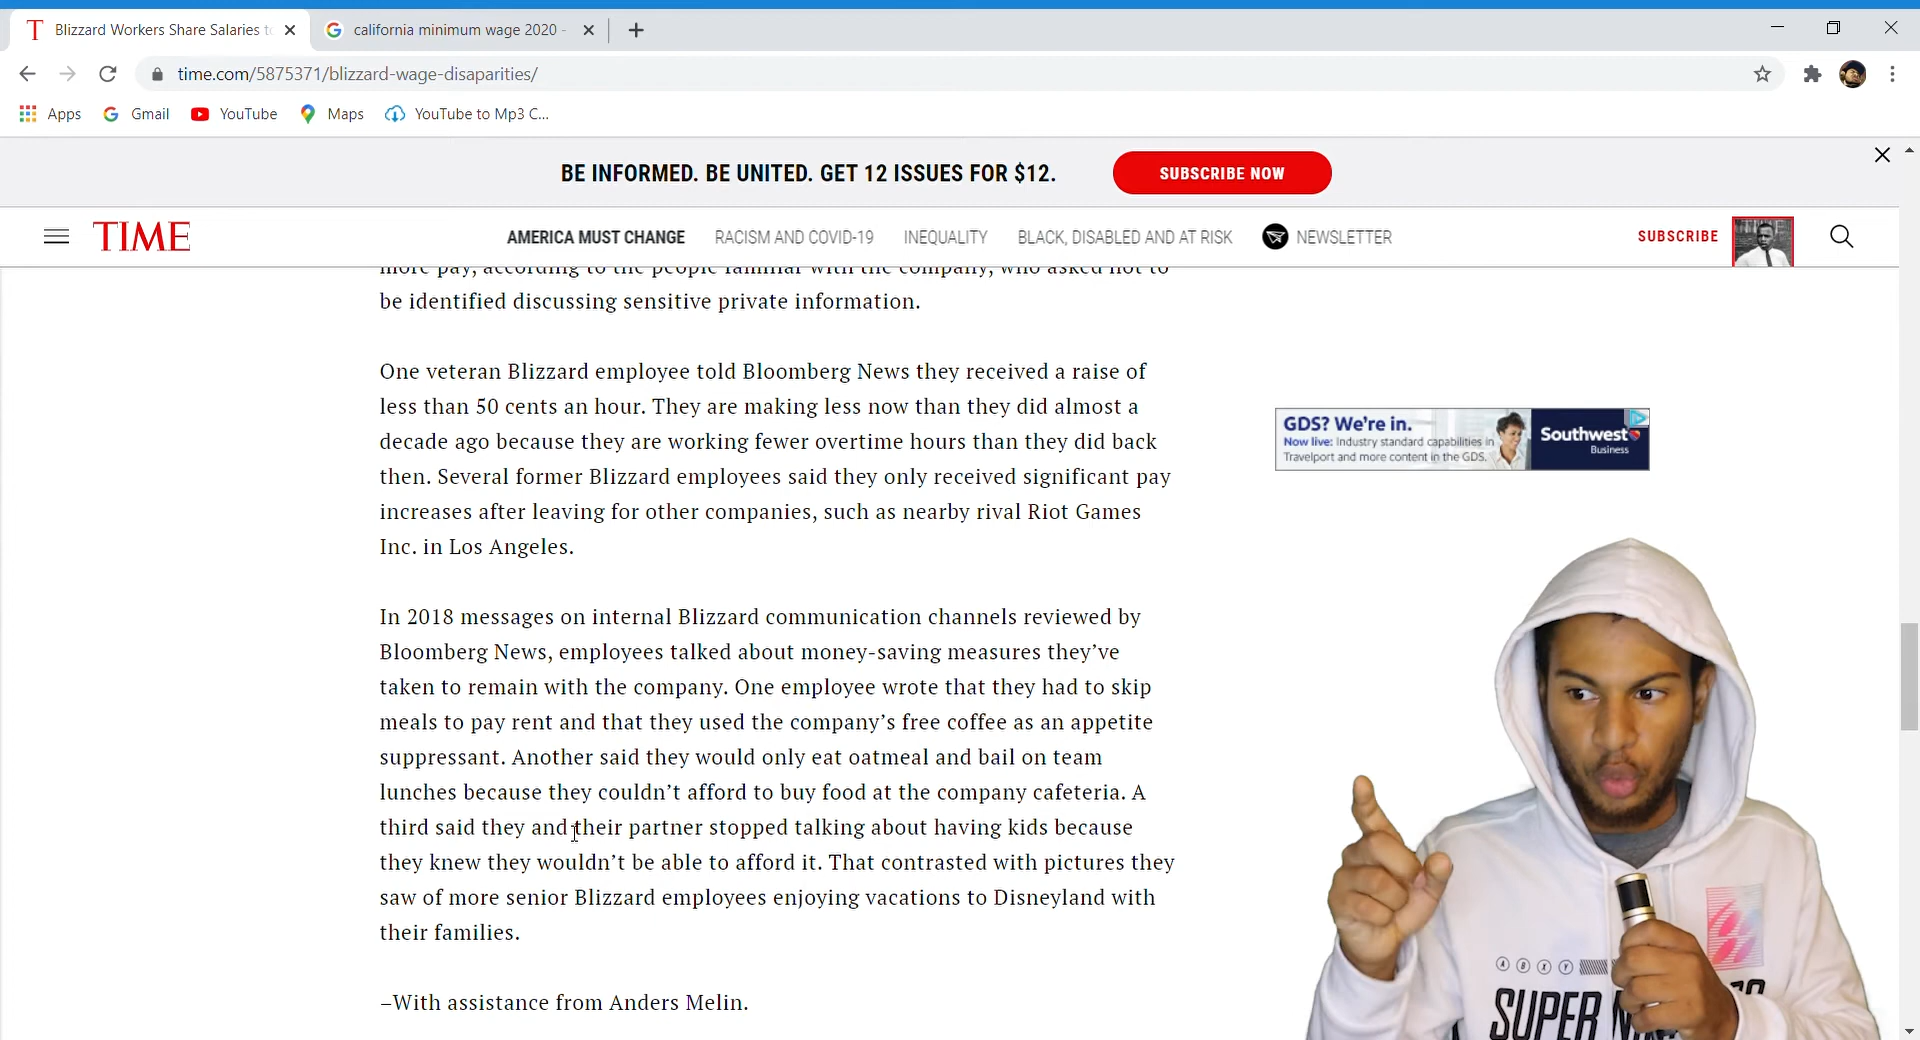 Blizzard Workers Share Salaries to
california minimum wage 2020 -
time.com/5875371/blizzard-wage-disaparities/
Apps Gmail YouTube Maps YouTube to Mp3 C...
BE INFORMED. BE UNITED. GET 12 ISSUES FOR $12. SUBSCRIBE NOW
TIME AMERICA MUST CHANGE RACISM AND COVID-19 INEQUALITY BLACK, DISABLED AND AT RISK NEWSLETTER SUBSCRIBE
more pay, according to the people familiar with the company, who asked not to
be identified discussing sensitive private information.
One veteran Blizzard employee told Bloomberg News they received a raise of
less than 50 cents an hour. They are making less now than they did almost a
decade ago because they are working fewer overtime hours than they did back
then. Several former Blizzard employees said they only received significant pay
increases after leaving for other companies, such as nearby rival Riot Games
Inc. in Los Angeles.
In 2018 messages on internal Blizzard communication channels reviewed by
Bloomberg News, employees talked about money-saving measures they’ve
taken to remain with the company. One employee wrote that they had to skip
meals to pay rent and that they used the company’s free coffee as an appetite
suppressant. Another said they would only eat oatmeal and bail on team
lunches because they couldn’t afford to buy food at the company cafeteria. A
third said they and their partner stopped talking about having kids because
they knew they wouldn’t be able to afford it. That contrasted with pictures they
saw of more senior Blizzard employees enjoying vacations to Disneyland with
their families.
–With assistance from Anders Melin.
GDS? We're in.
Now live: Industry standard capabilities in
Travelport and more content in the GDS.
Southwest
Business
A B X Y
SUPER